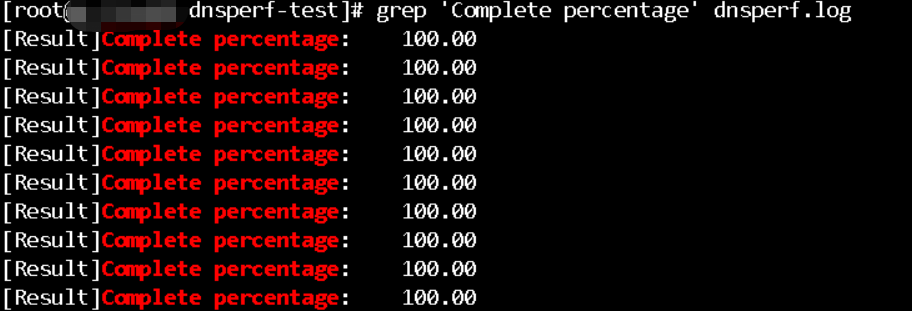 [root@ dnsperf-test]# grep 'Complete percentage' dnsperf.log
[Result]Complete percentage: 100.00
[Result]Complete percentage: 100.00
[Result]Complete percentage: 100.00
[Result]Complete percentage: 100.00
[Result]Complete percentage: 100.00
[Result]Complete percentage: 100.00
[Result]Complete percentage: 100.00
[Result]Complete percentage: 100.00
[Result]Complete percentage: 100.00
[Result]Complete percentage: 100.00